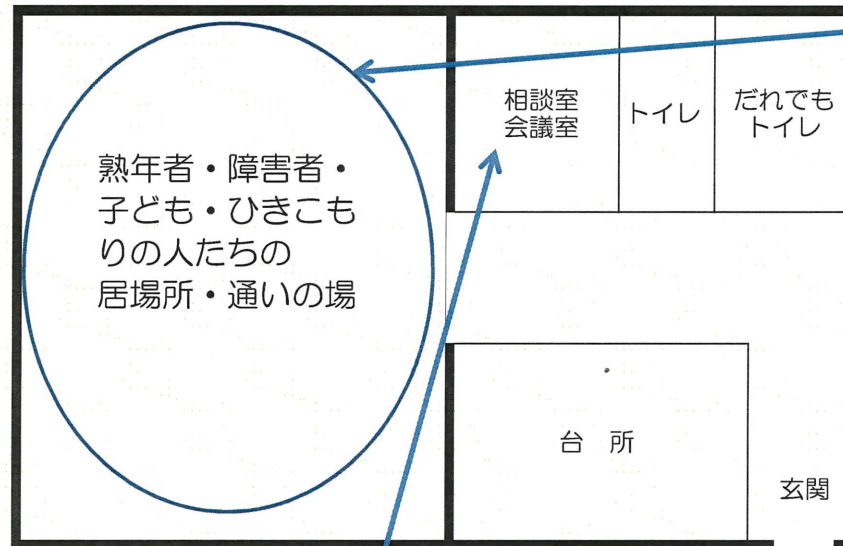 熟年者・障害者・
子ども・ひきこも
りの人たちの
居場所・通いの場
相談室
会議室
トイレ
だれでも
トイレ
台　所
玄関